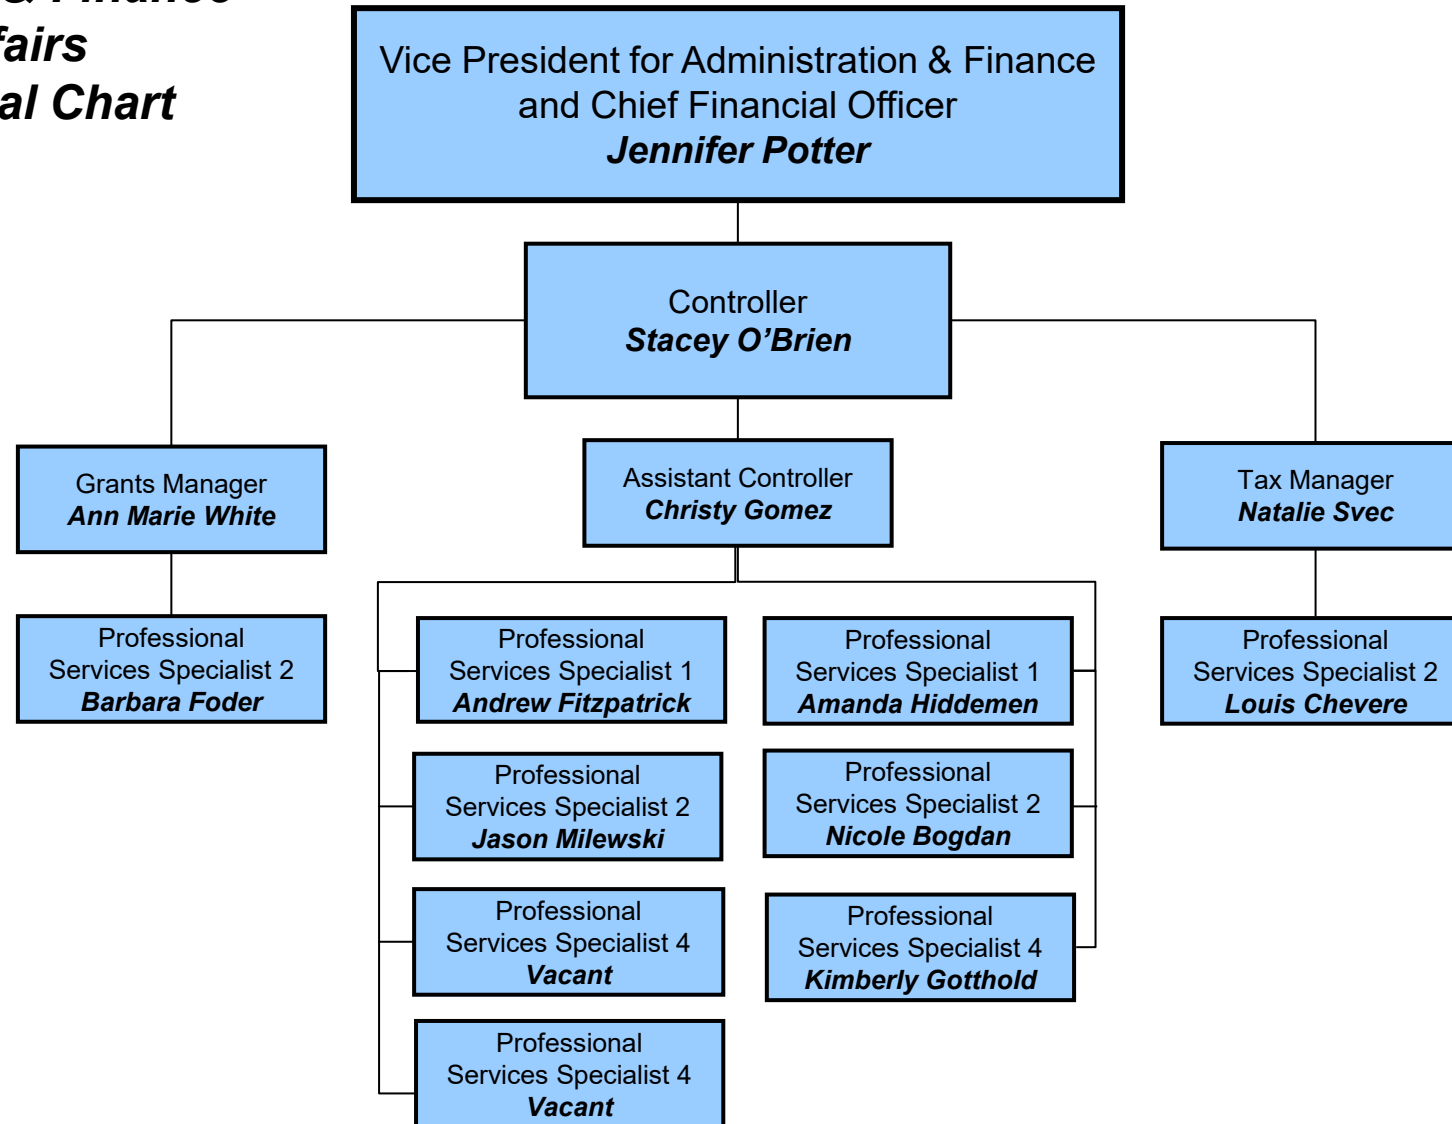 & Finance
fairs
al Chart
Vice President for Administration & Finance
and Chief Financial Officer
Jennifer Potter
Controller
Stacey O’Brien
Grants Manager
Ann Marie White
Assistant Controller
Christy Gomez
Tax Manager
Natalie Svec
Professional
Services Specialist 2
Barbara Foder
Professional
Services Specialist 1
Andrew Fitzpatrick
Professional
Services Specialist 1
Amanda Hiddemen
Professional
Services Specialist 2
Louis Chevere
Professional
Services Specialist 2
Jason Milewski
Professional
Services Specialist 2
Nicole Bogdan
Professional
Services Specialist 4
Vacant
Professional
Services Specialist 4
Kimberly Gotthold
Professional
Services Specialist 4
Vacant